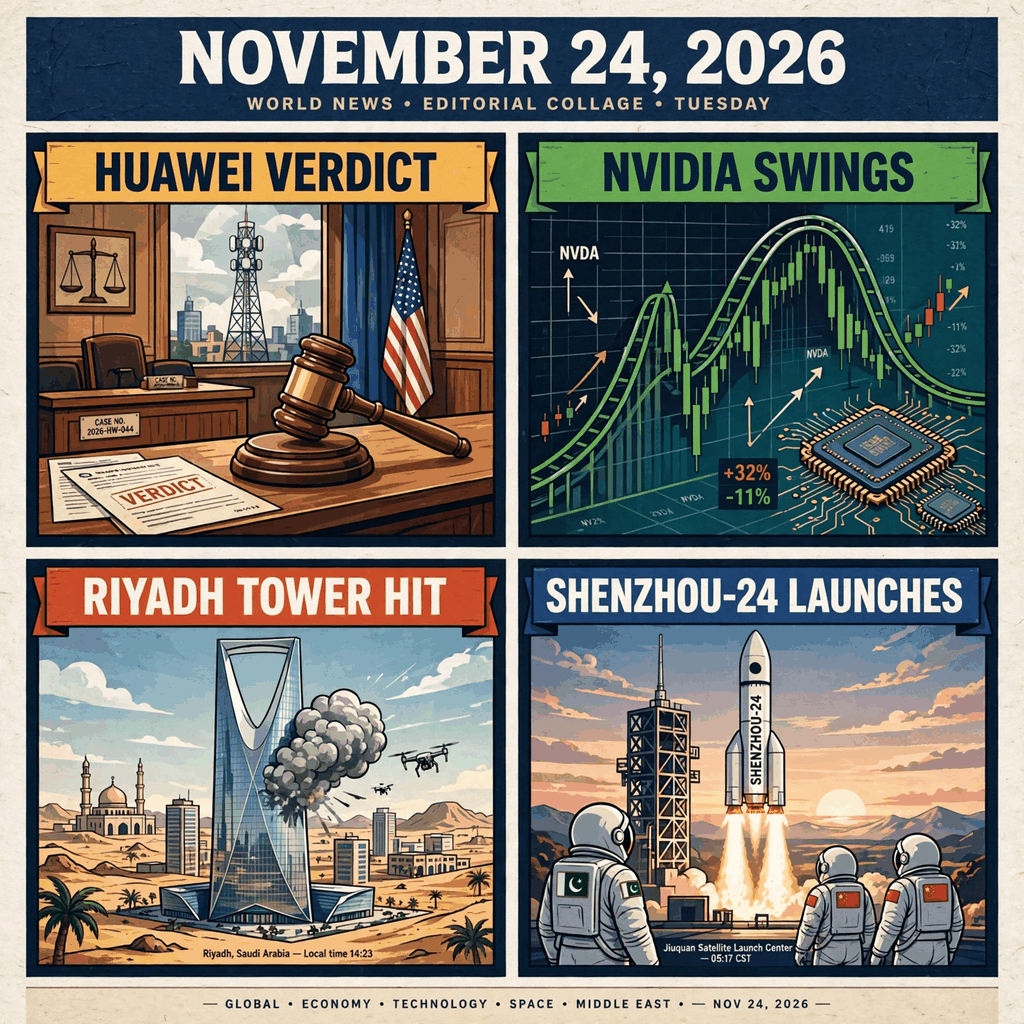 NOVEMBER 24, 2026
WORLD NEWS • EDITORIAL COLLAGE • TUESDAY
HUAWEI VERDICT
CASE NO.
CASE NO.
2026-HW-044
VERDICT
NVIDIA SWINGS
NVDA
419
-32%
-31%
-11%
-32%
-22%
NVDA
+32%
-11%
NVDA
RIYADH TOWER HIT
Riyadh, Saudi Arabia — Local time 14:23
SHENZHOU-24 LAUNCHES
SHENZHOU-24
Jiuquan Satellite Launch Center
— 05:17 CST
— GLOBAL • ECONOMY • TECHNOLOGY • SPACE • MIDDLE EAST • — NOV 24, 2026 —